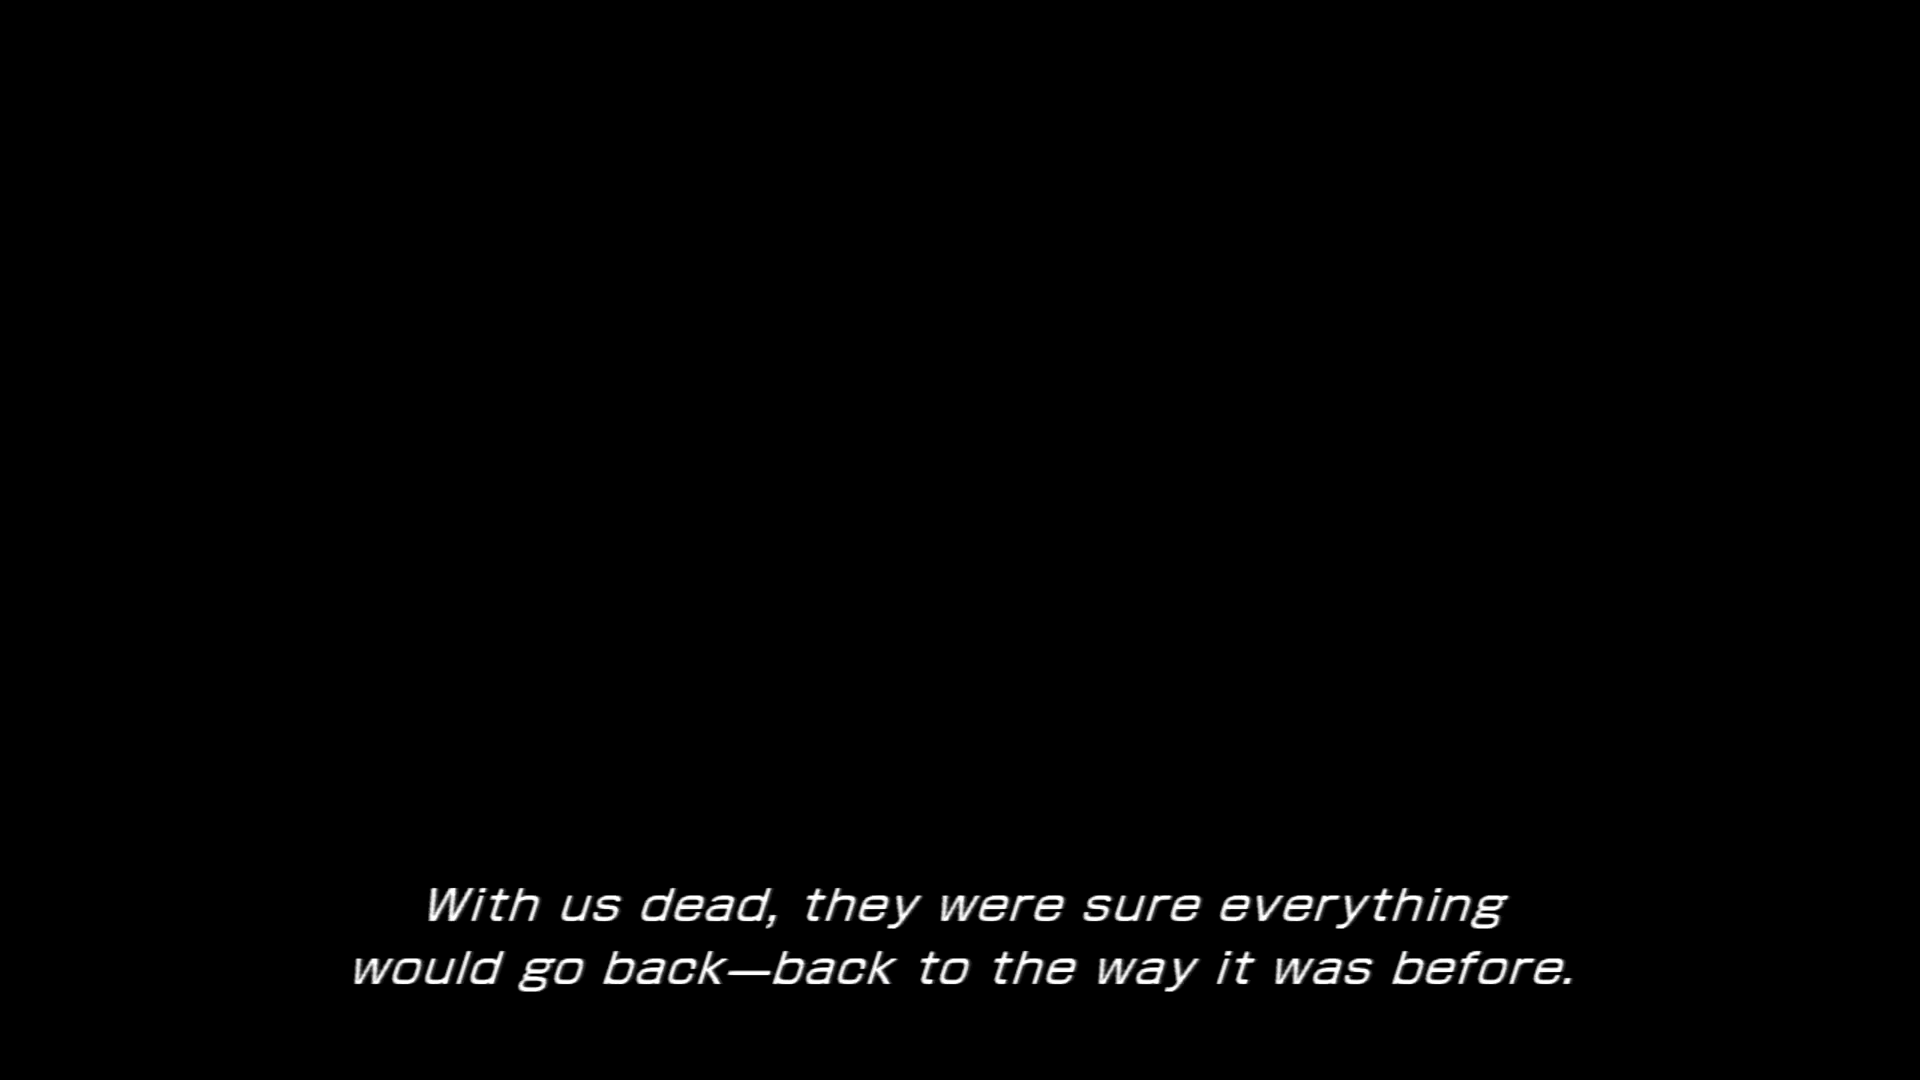 With us dead, they were sure everything
would go back—back to the way it was before.